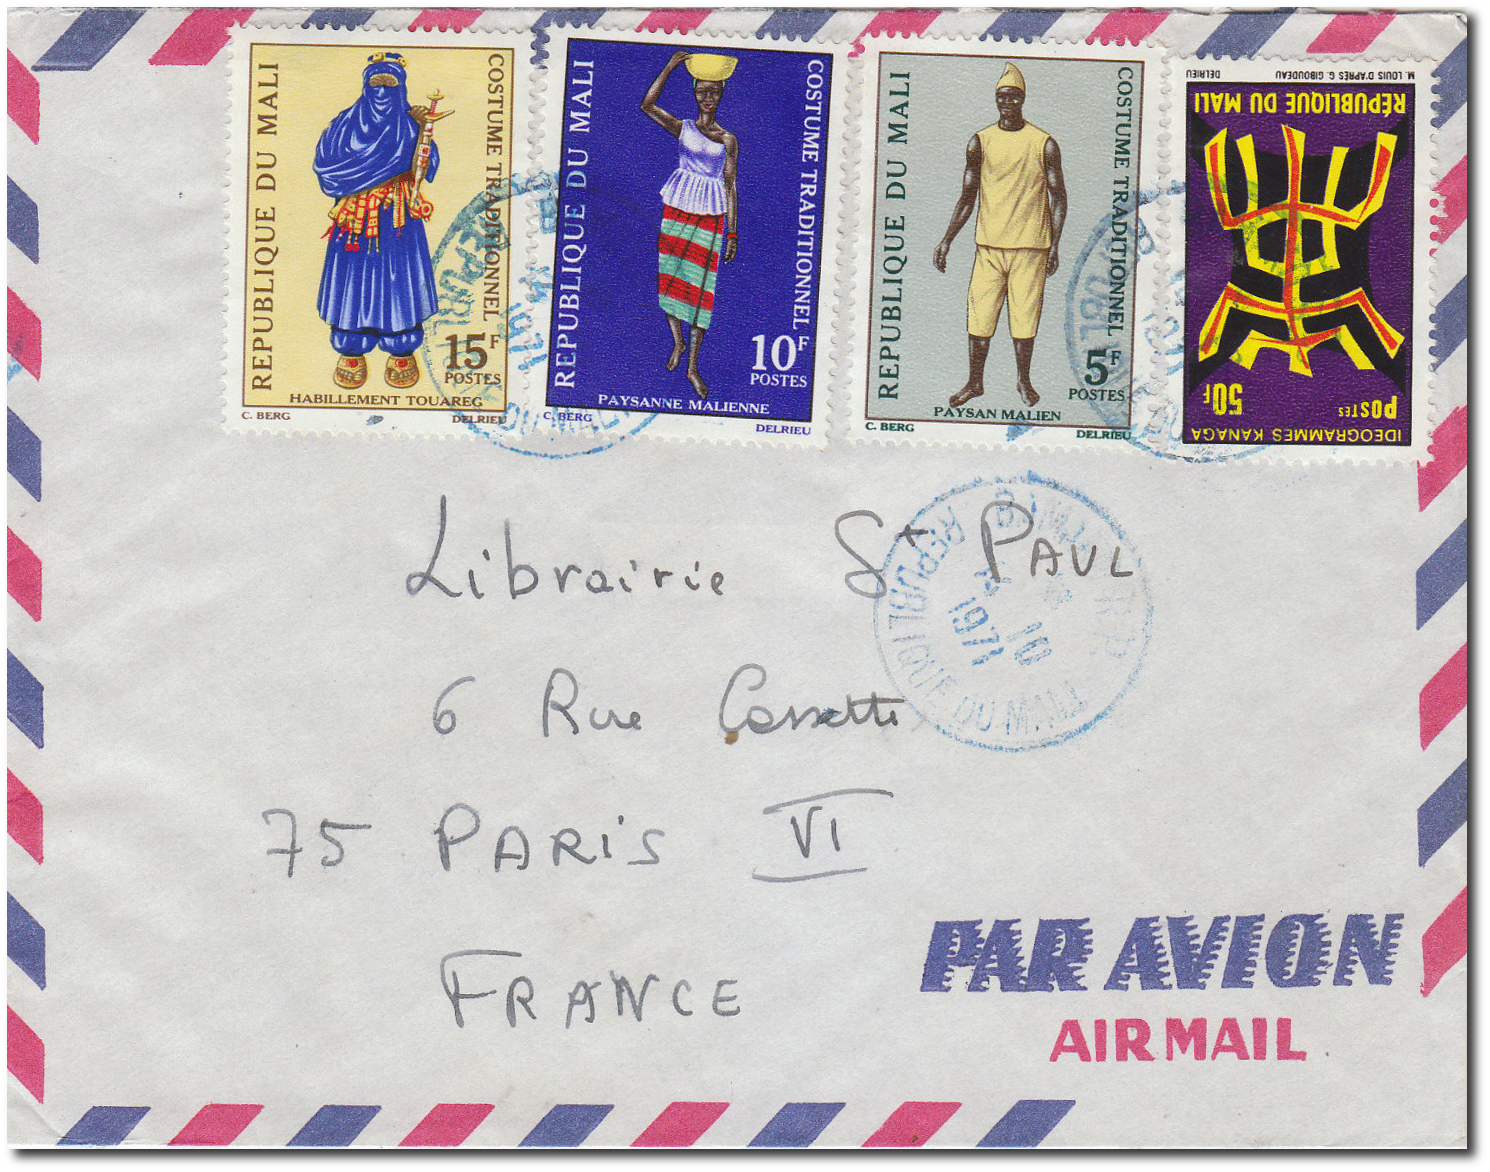 REPUBLIQUE DU MALI
COSTUME TRADITIONNEL
15F
POSTES
HABILLEMENT TOUAREG
C. BERG DELRIEU
REPUBLIQUE DU MALI
COSTUME TRADITIONNEL
10F
POSTES
PAYSANNE MALIENNE
C. BERG DELRIEU
REPUBLIQUE DU MALI
COSTUME TRADITIONNEL
5F
POSTES
PAYSAN MALIEN
C. BERG DELRIEU
IDEOGRAMMES KANAGA
POSTES 50F
RÉPUBLIQUE DU MALI
M. LOUIS D'APRÈS G. GIBOUDEAU DELRIEU
REPUBLIQUE DU MALI
10
1971
Librairie St PAUL
6 Rue Cassette
75 PARIS VI
FRANCE
PAR AVION
AIR MAIL